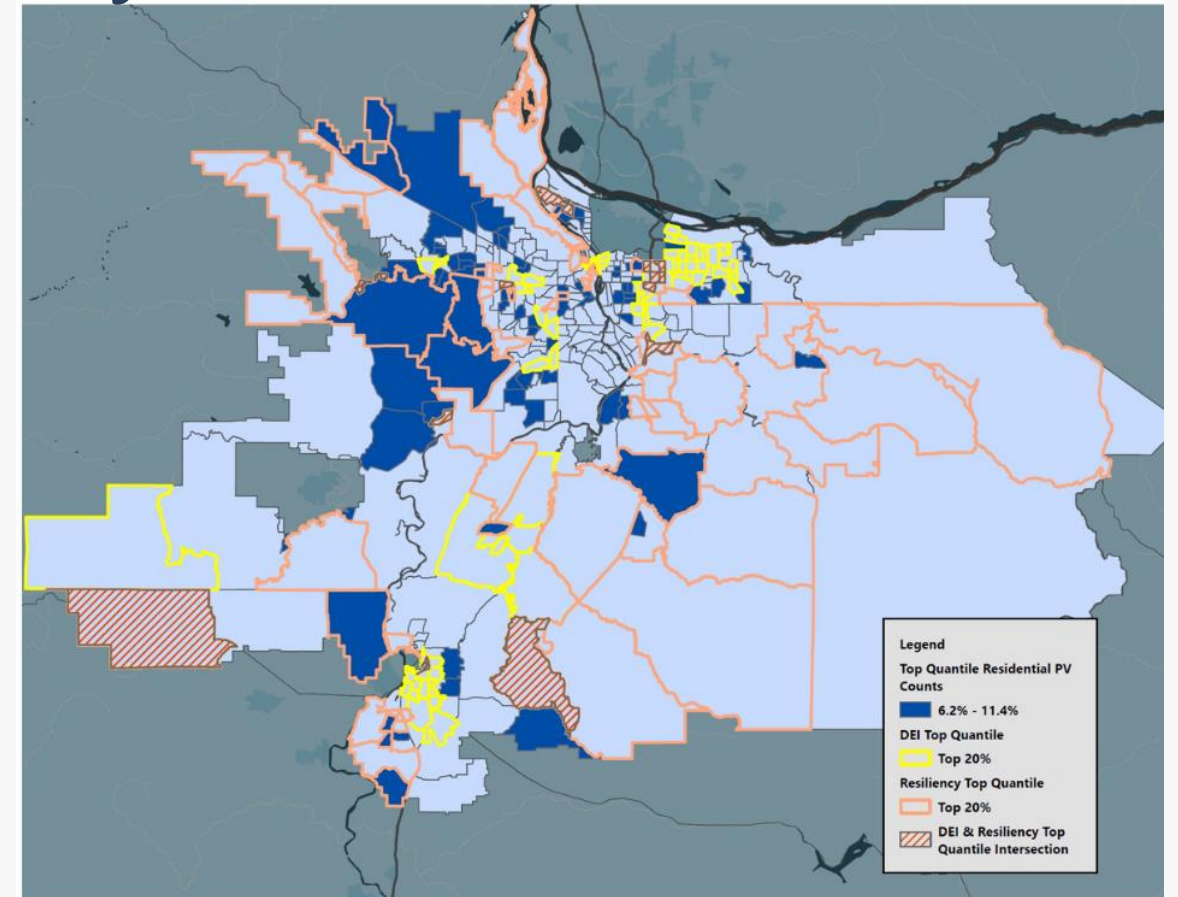 Legend
Top Quantile Residential PV
Counts
6.2% - 11.4%
DEI Top Quantile
Top 20%
Resiliency Top Quantile
Top 20%
DEI & Resiliency Top
Quantile Intersection